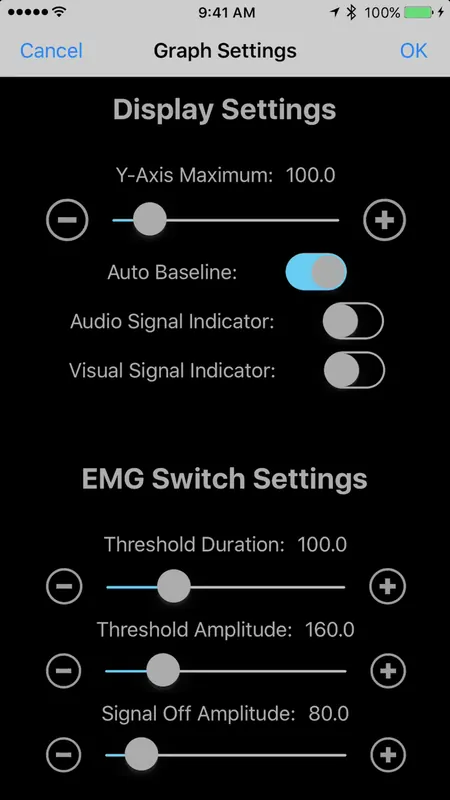 9:41 AM 100%
Cancel Graph Settings OK
Display Settings
Y-Axis Maximum: 100.0
Auto Baseline:
Audio Signal Indicator:
Visual Signal Indicator:
EMG Switch Settings
Threshold Duration: 100.0
Threshold Amplitude: 160.0
Signal Off Amplitude: 80.0